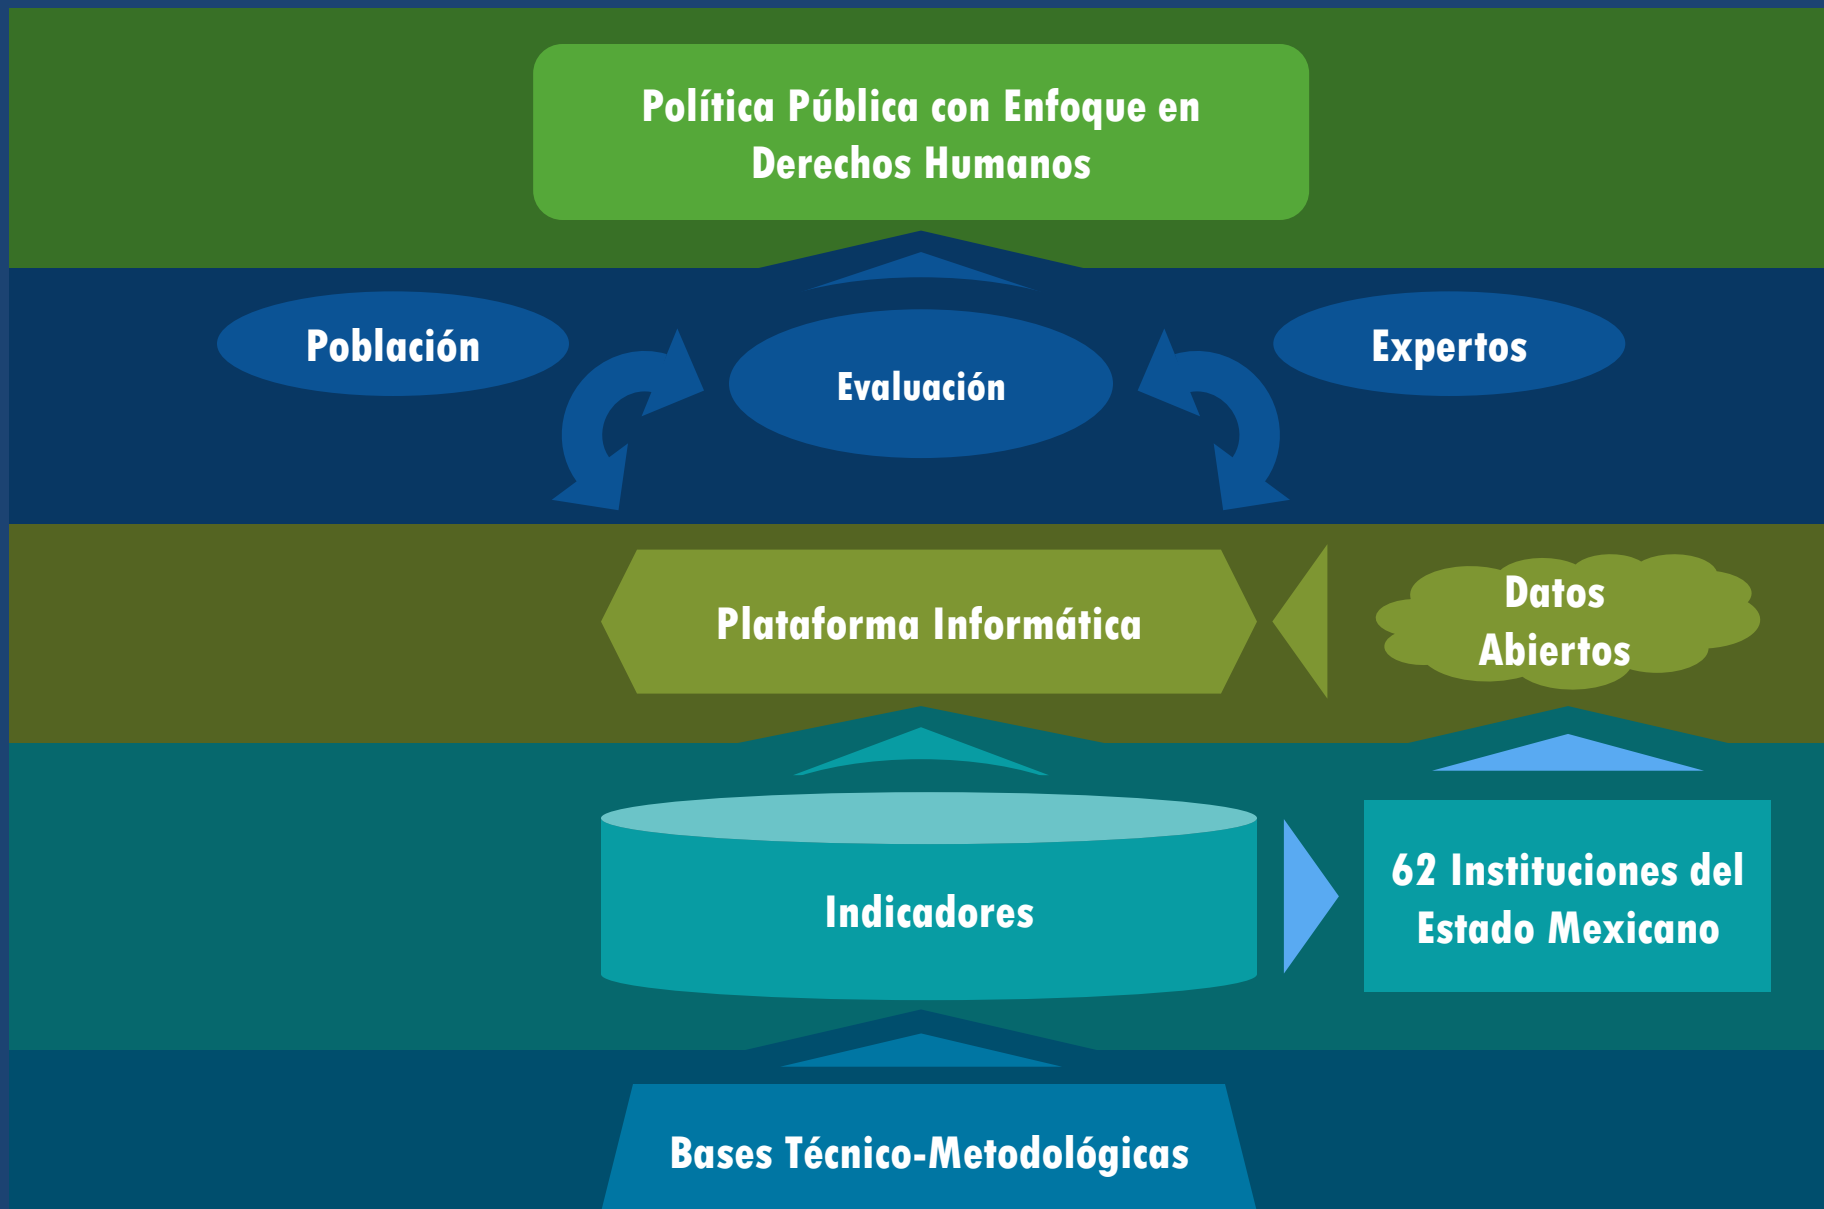 Política Pública con Enfoque en
Derechos Humanos
Población
Evaluación
Expertos
Plataforma Informática
Datos
Abiertos
Indicadores
62 Instituciones del
Estado Mexicano
Bases Técnico-Metodológicas